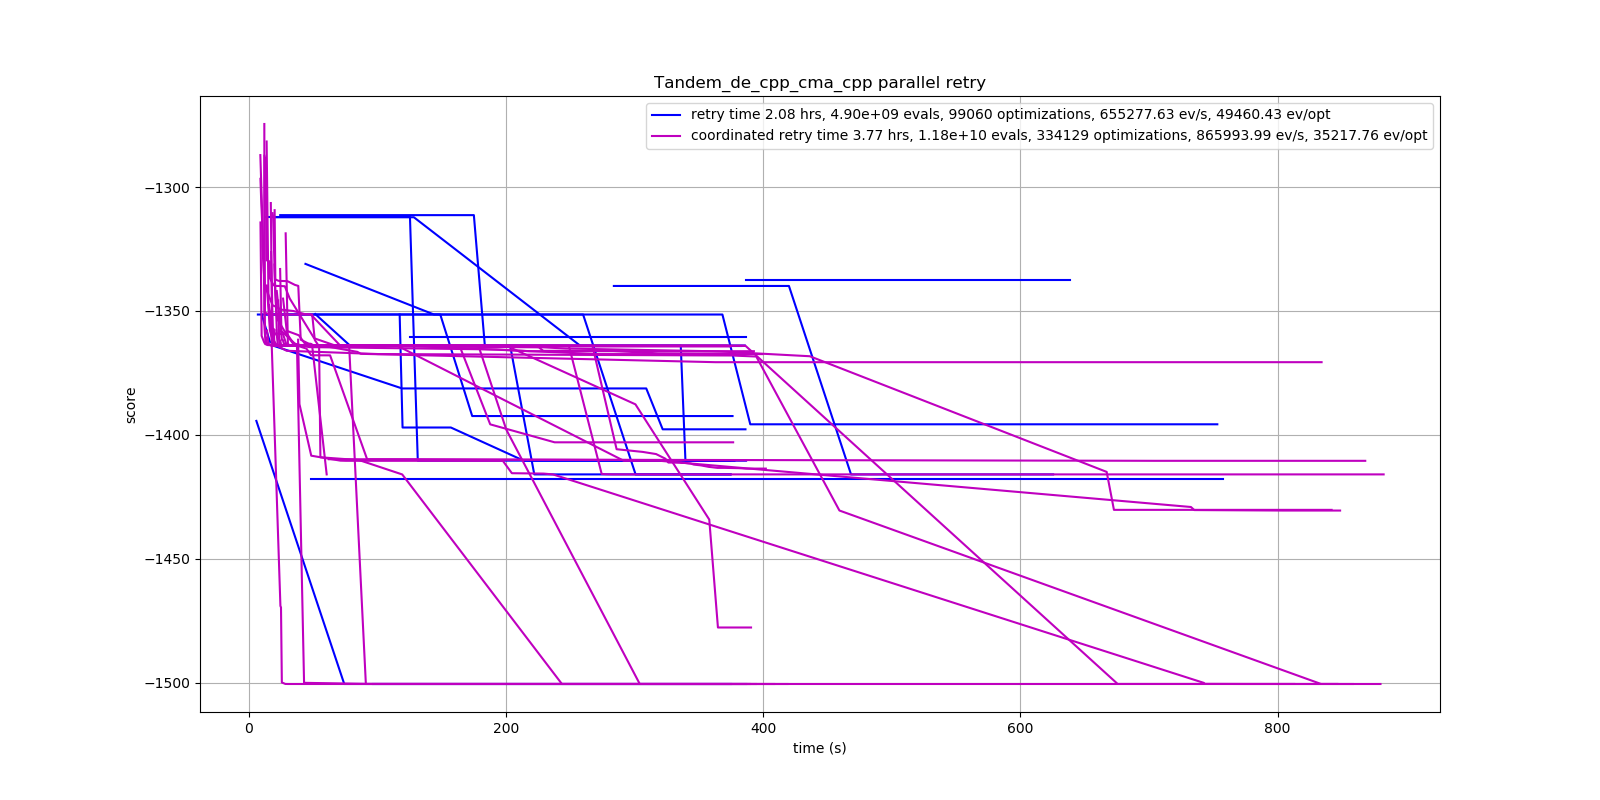 Tandem_de_cpp_cma_cpp parallel retry
retry time 2.08 hrs, 4.90e+09 evals, 99060 optimizations, 655277.63 ev/s, 49460.43 ev/opt
coordinated retry time 3.77 hrs, 1.18e+10 evals, 334129 optimizations, 865993.99 ev/s, 35217.76 ev/opt
score
−1300
−1350
−1400
−1450
−1500
0 200 400 600 800
time (s)